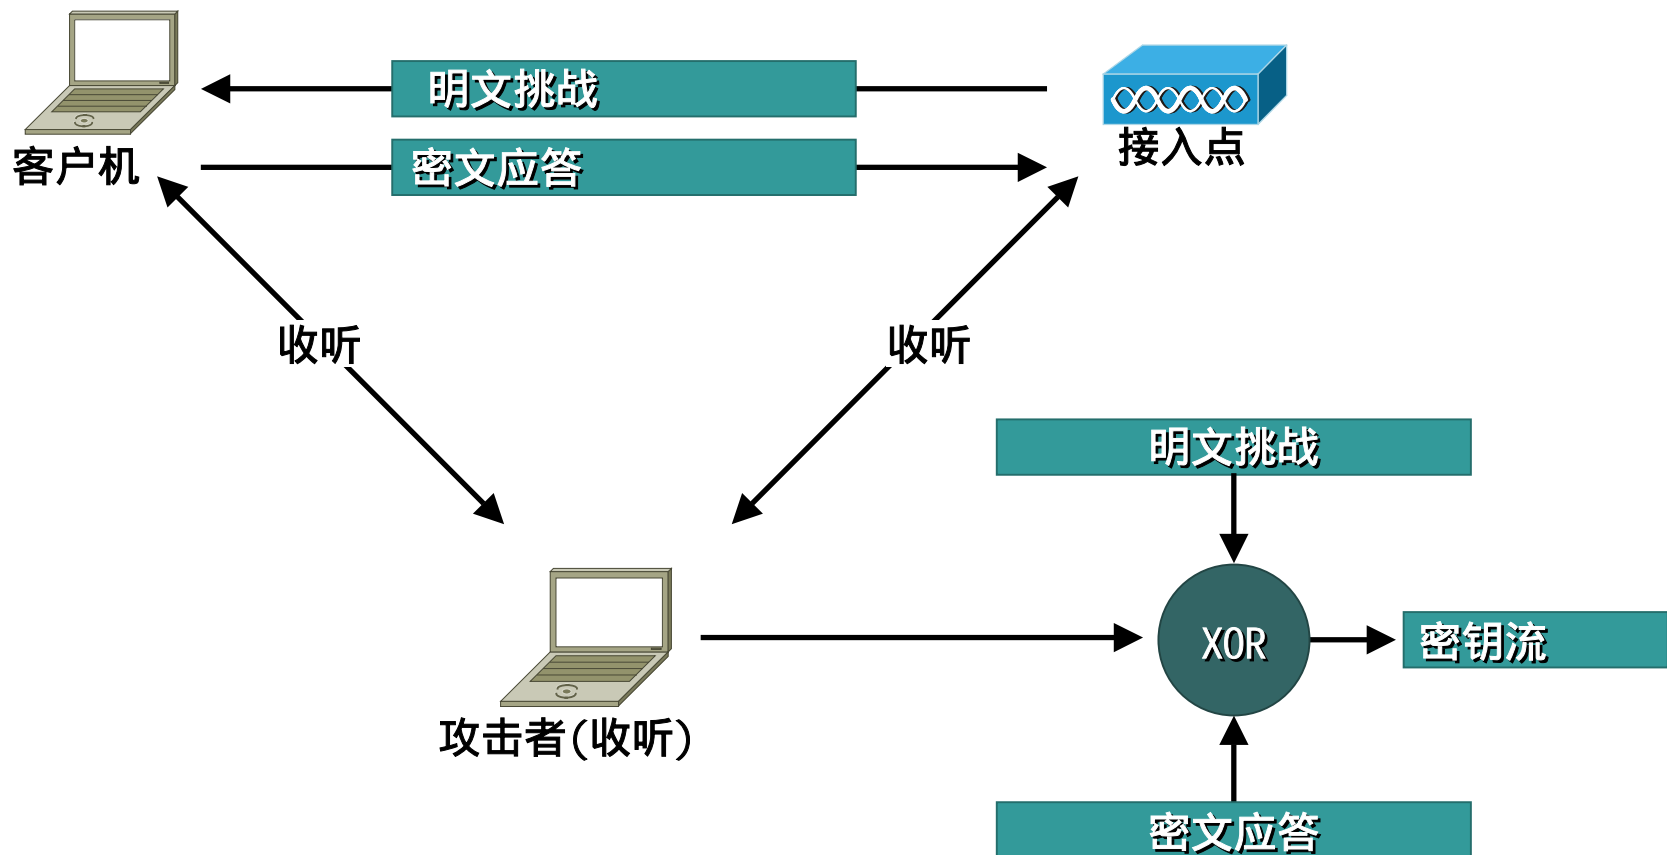 明文挑战
接入点
客户机
密文应答
收听
收听
明文挑战
XOR
密钥流
攻击者(收听)
密文应答